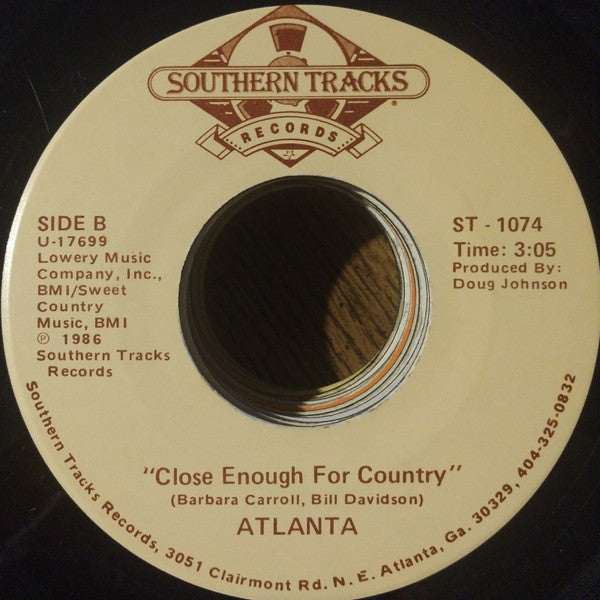 SOUTHERN TRACKS ®
RECORDS
SIDE B
U-17699
Lowery Music
Company, Inc.,
BMI/Sweet
Country
Music, BMI
℗ 1986
Southern Tracks
Records
ST - 1074
Time: 3:05
Produced By:
Doug Johnson
"Close Enough For Country"
(Barbara Carroll, Bill Davidson)
ATLANTA
Southern Tracks Records, 3051 Clairmont Rd. N. E. Atlanta, Ga. 30329, 404-325-0832